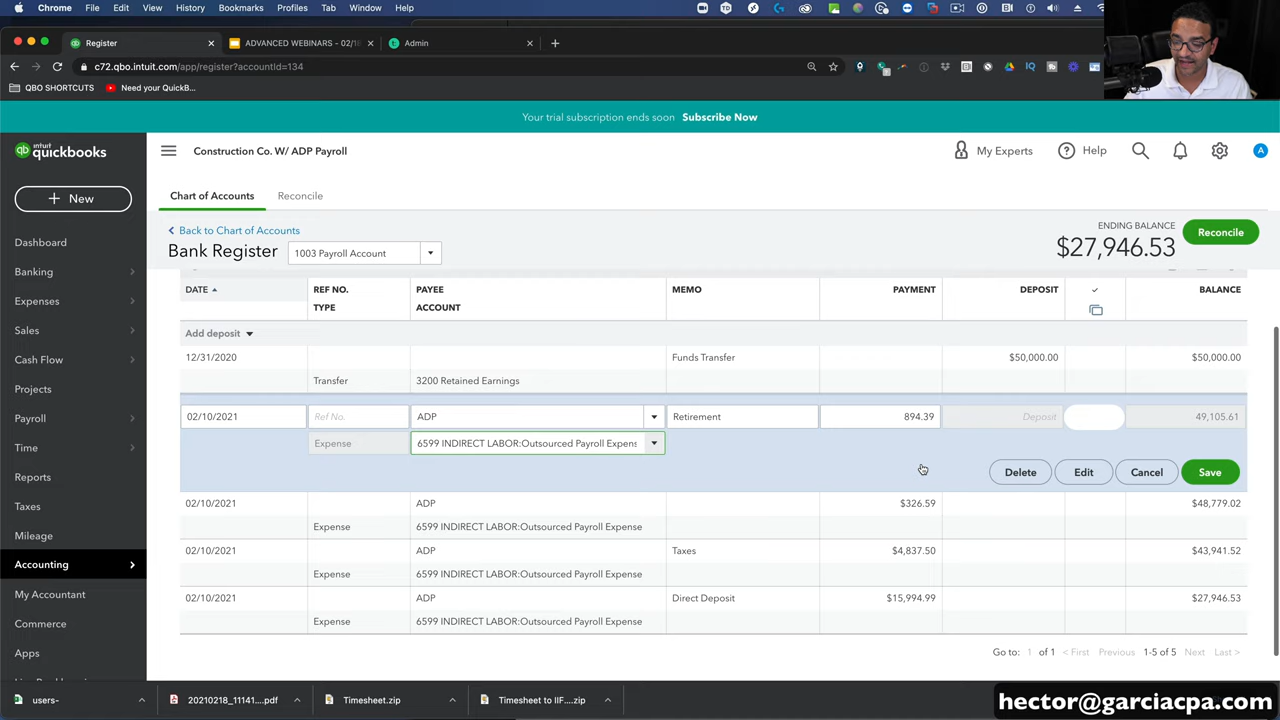 Chrome File Edit View History Bookmarks Profiles Tab Window Help
Register
ADVANCED WEBINARS - 02/1
Admin
c72.qbo.intuit.com/app/register?accountId=134
QBO SHORTCUTS
Need your QuickB...
Your trial subscription ends soon Subscribe Now
intuit quickbooks
Construction Co. W/ ADP Payroll
My Experts
Help
A
+ New
Chart of Accounts
Reconcile
Back to Chart of Accounts
Bank Register
1003 Payroll Account
ENDING BALANCE
$27,946.53
Reconcile
Dashboard
Banking
Expenses
Sales
Cash Flow
Projects
Payroll
Time
Reports
Taxes
Mileage
Accounting
My Accountant
Commerce
Apps
DATE REF NO. PAYEE MEMO PAYMENT DEPOSIT ✓ BALANCE
TYPE ACCOUNT
Add deposit
12/31/2020 Funds Transfer $50,000.00 $50,000.00
Transfer 3200 Retained Earnings
02/10/2021 Ref No. ADP Retirement 894.39 Deposit 49,105.61
Expense 6599 INDIRECT LABOR:Outsourced Payroll Expens
Delete Edit Cancel Save
02/10/2021 ADP $326.59 $48,779.02
Expense 6599 INDIRECT LABOR:Outsourced Payroll Expense
02/10/2021 ADP Taxes $4,837.50 $43,941.52
Expense 6599 INDIRECT LABOR:Outsourced Payroll Expense
02/10/2021 ADP Direct Deposit $15,994.99 $27,946.53
Expense 6599 INDIRECT LABOR:Outsourced Payroll Expense
Go to: 1 of 1 < First Previous 1-5 of 5 Next Last >
users-
20210218_11141....pdf
Timesheet.zip
Timesheet to IIF....zip
hector@garciacpa.com